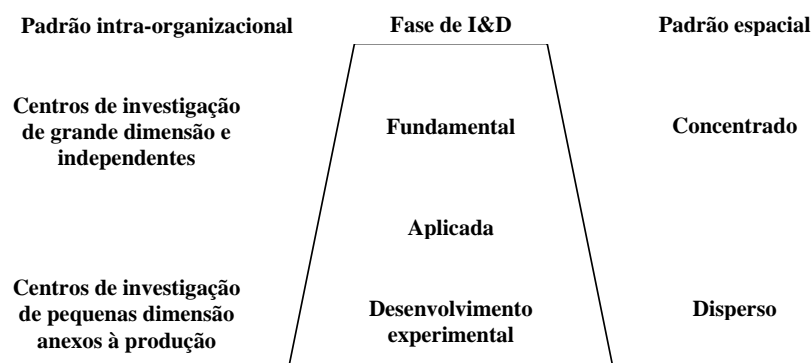 Padrão intra-organizacional
Fase de I&D
Padrão espacial
Centros de investigação
de grande dimensão e
independentes
Fundamental
Concentrado
Aplicada
Centros de investigação
de pequenas dimensão
anexos à produção
Desenvolvimento
experimental
Disperso